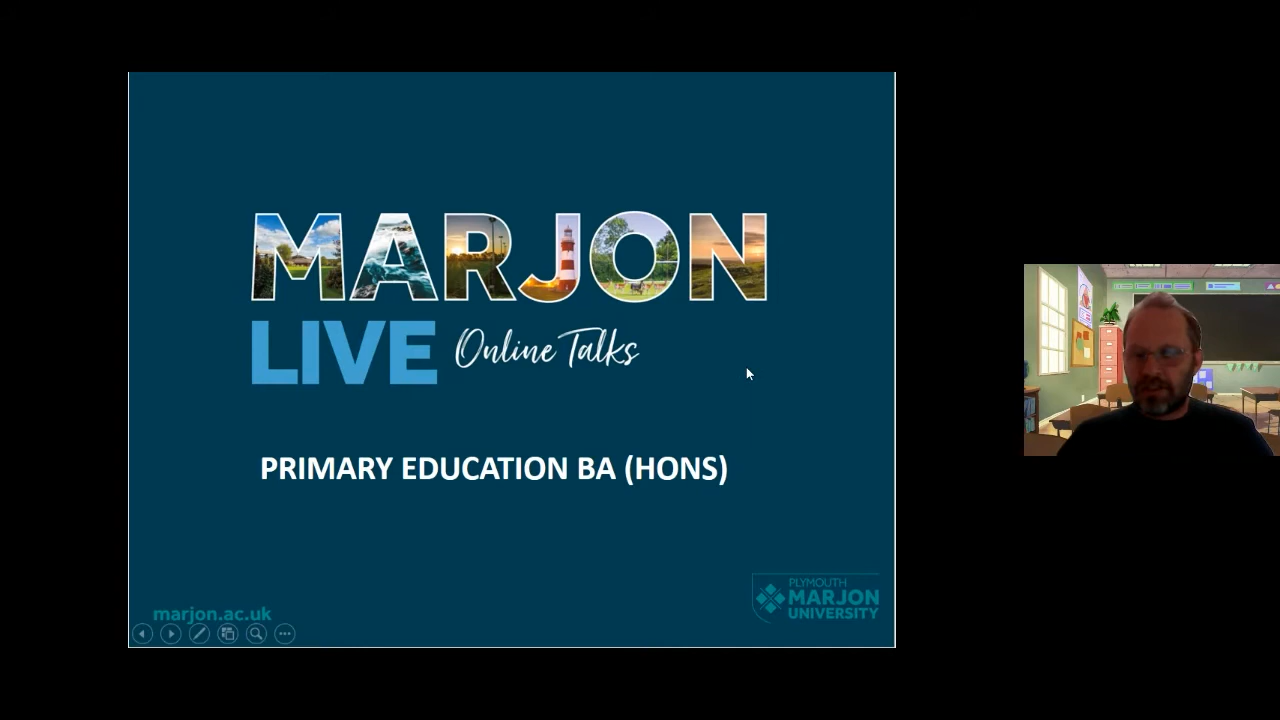 MARJON
LIVE Online Talks
PRIMARY EDUCATION BA (HONS)
marjon.ac.uk
PLYMOUTH
MARJON
UNIVERSITY